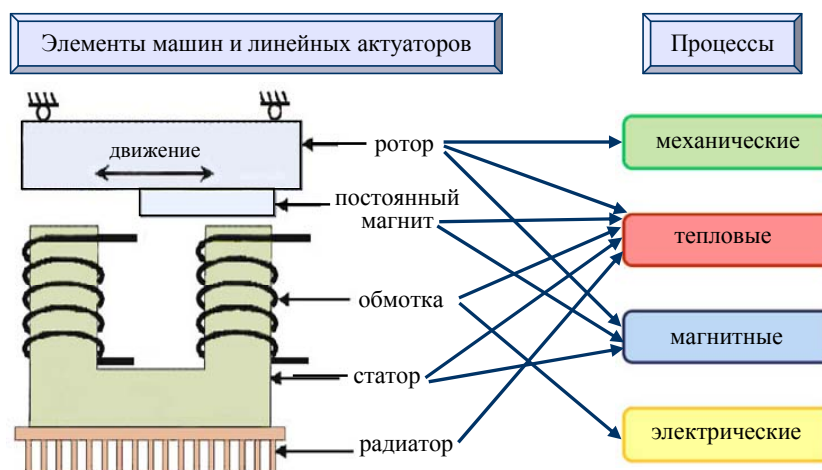 Элементы машин и линейных актуаторов
Процессы
движение
ротор
постоянный
магнит
обмотка
статор
радиатор
механические
тепловые
магнитные
электрические